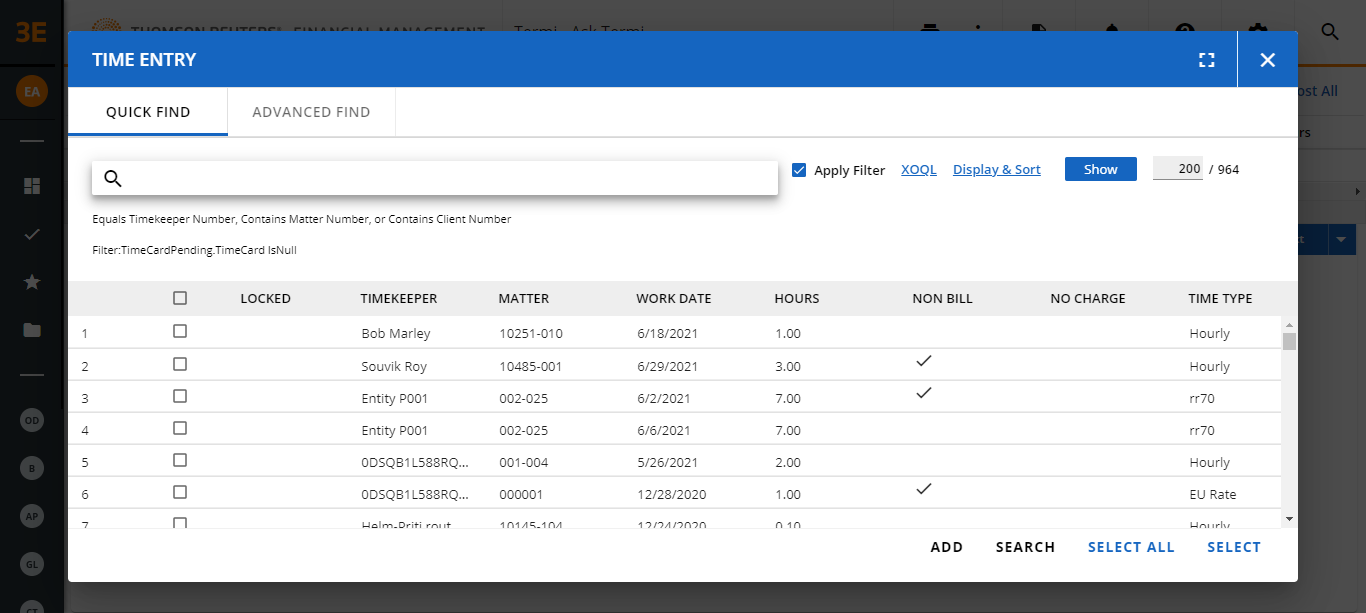 3E
THOMSON REUTERS FINANCIAL MANAGEMENT
Termi - Ask Termi
TIME ENTRY
EA
QUICK FIND
ADVANCED FIND
ost All
rs
Apply Filter
XOQL
Display & Sort
Show
200 / 964
Equals Timekeeper Number, Contains Matter Number, or Contains Client Number
Filter:TimeCardPending.TimeCard IsNull
LOCKED TIMEKEEPER MATTER WORK DATE HOURS NON BILL NO CHARGE TIME TYPE
1 Bob Marley 10251-010 6/18/2021 1.00 Hourly
2 Souvik Roy 10485-001 6/29/2021 3.00 Hourly
3 Entity P001 002-025 6/2/2021 7.00 rr70
4 Entity P001 002-025 6/6/2021 7.00 rr70
5 0DSQB1L588RQ... 001-004 5/26/2021 2.00 Hourly
6 0DSQB1L588RQ... 000001 12/28/2020 1.00 EU Rate
7 Helm-Priti rout 10145-104 12/24/2020 0.10 Hourly
OD
B
AP
GL
CT
ADD SEARCH SELECT ALL SELECT